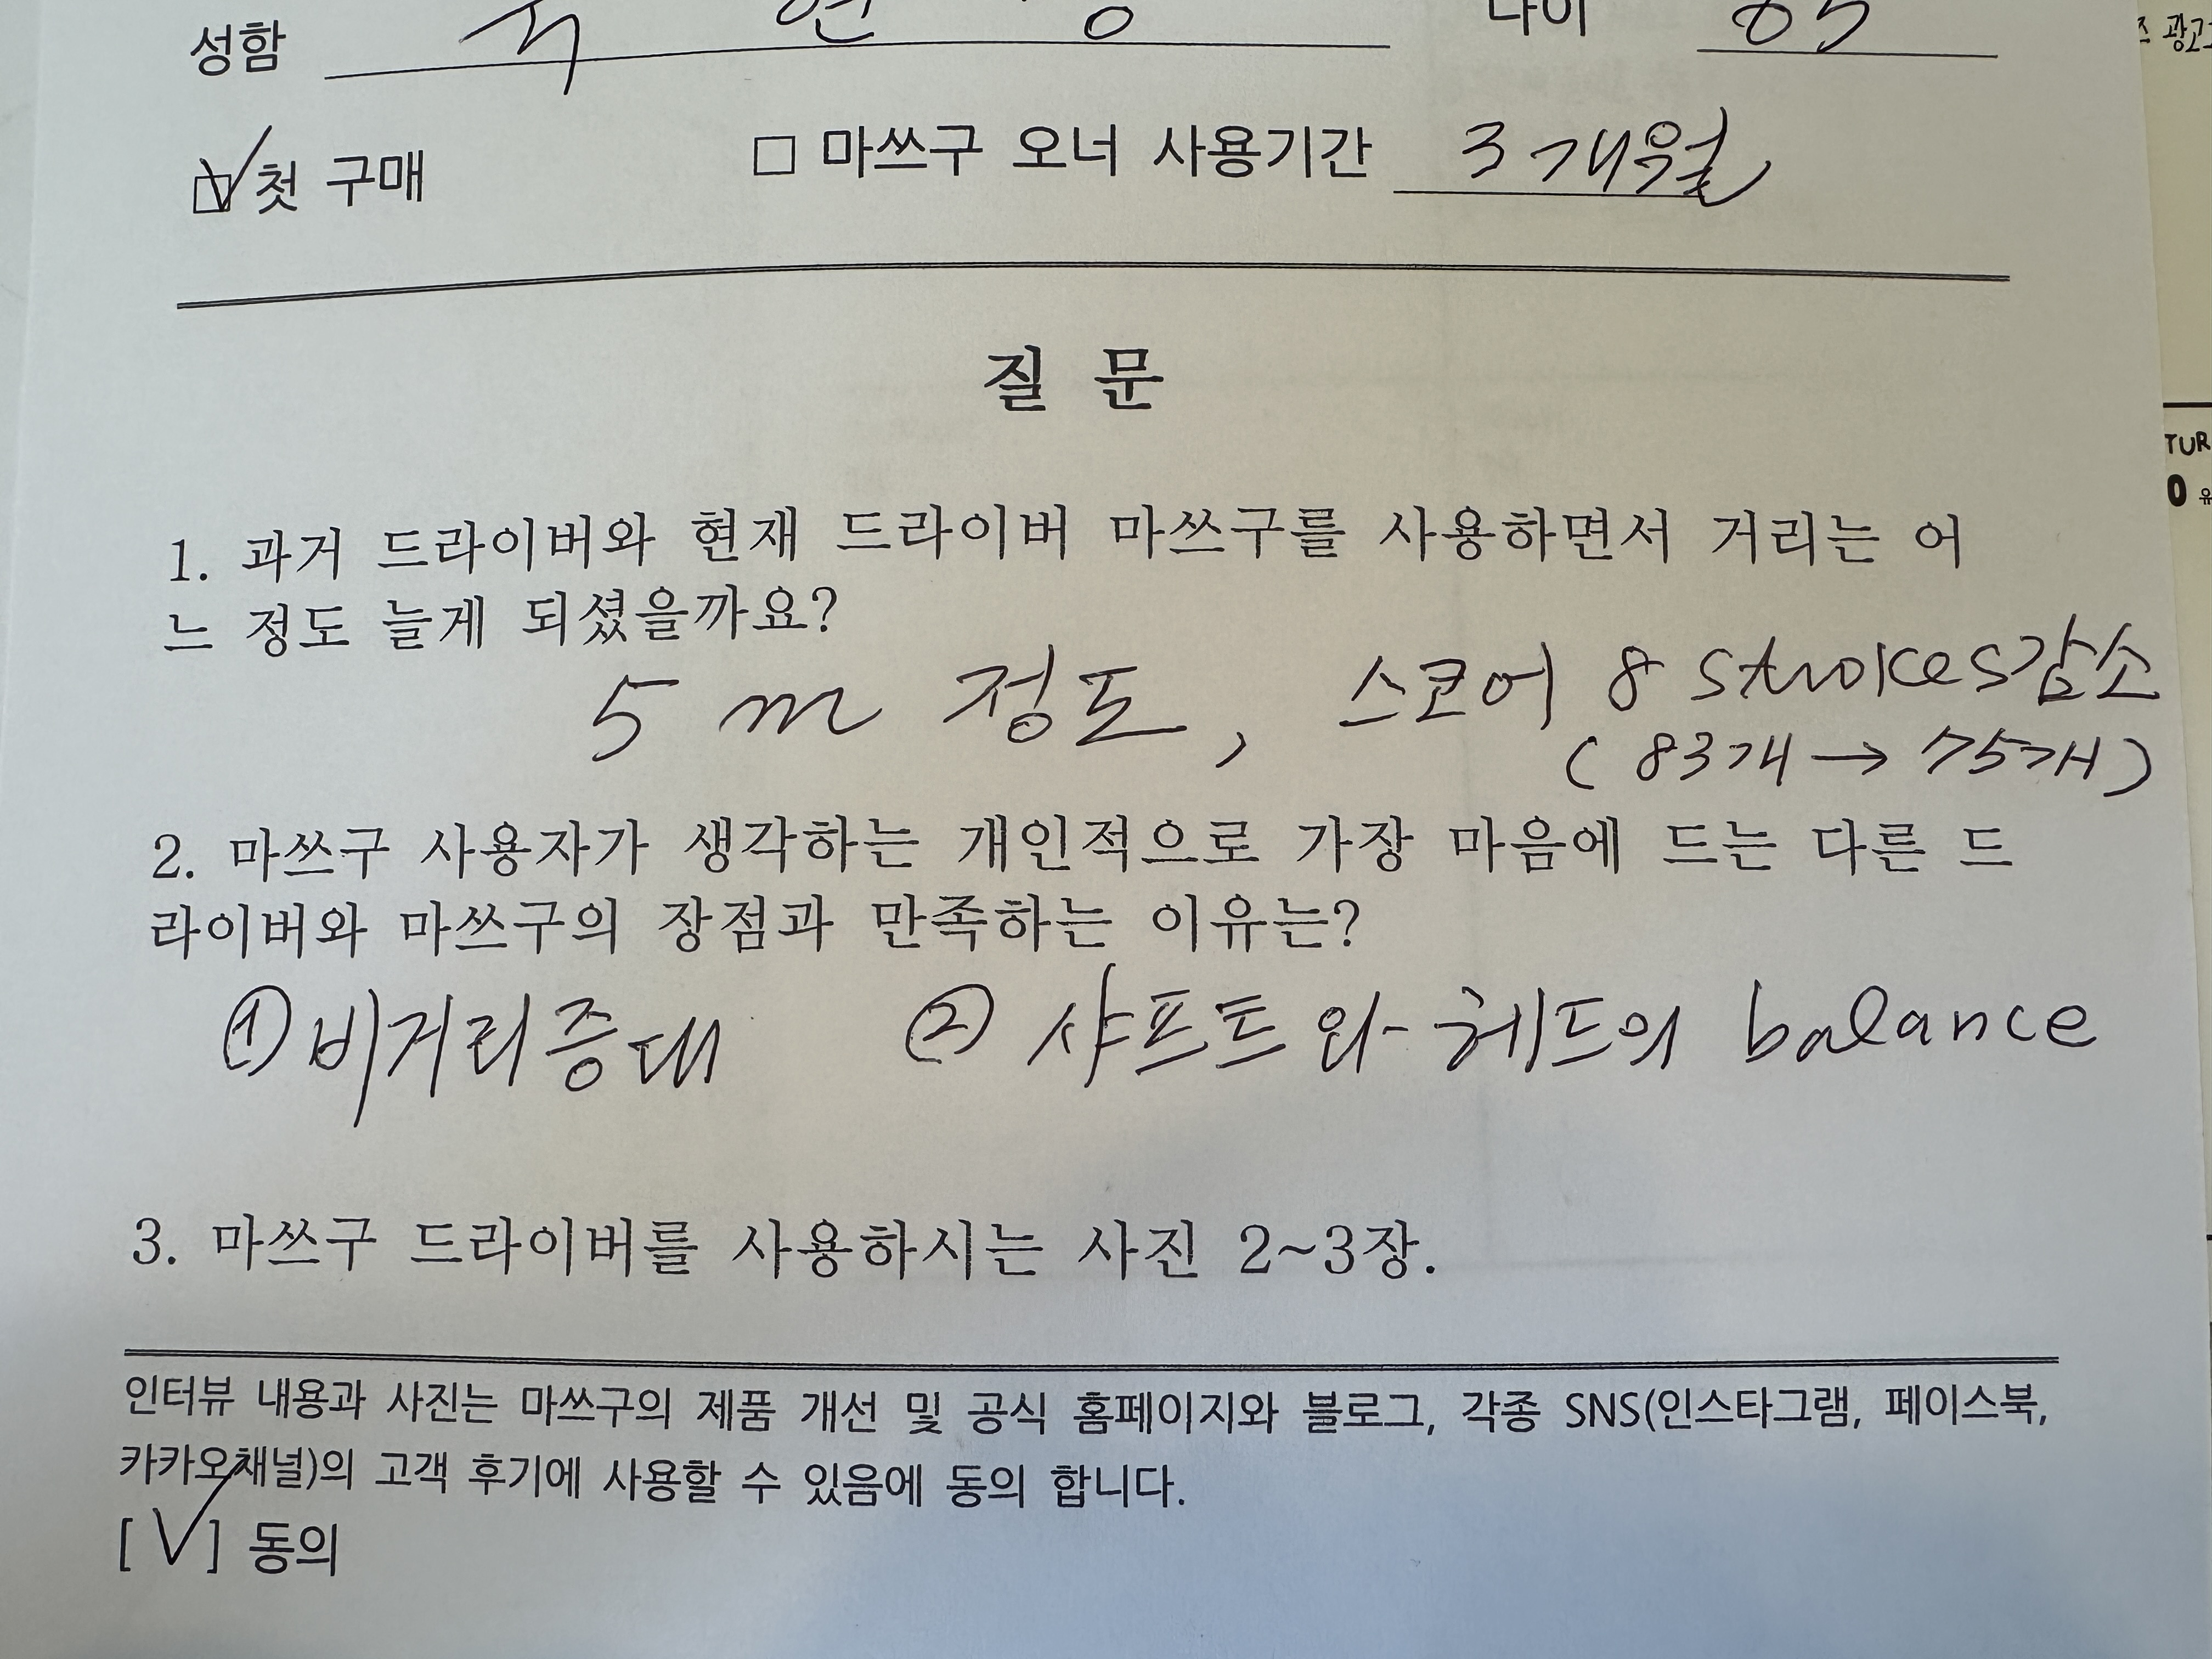 성함 나이
첫 구매 □ 마쓰구 오너 사용기간 3개월
질 문
1. 과거 드라이버와 현재 드라이버 마쓰구를 사용하면서 거리는 어
느 정도 늘게 되셨을까요?
5 m 정도, 스코어 8 strokes감소
(83개 → 75개)
2. 마쓰구 사용자가 생각하는 개인적으로 가장 마음에 드는 다른 드
라이버와 마쓰구의 장점과 만족하는 이유는?
① 비거리증대 ② 샤프트와 헤드의 balance
3. 마쓰구 드라이버를 사용하시는 사진 2~3장.
인터뷰 내용과 사진는 마쓰구의 제품 개선 및 공식 홈페이지와 블로그, 각종 SNS(인스타그램, 페이스북,
카카오채널)의 고객 후기에 사용할 수 있음에 동의 합니다.
[V] 동의
광고
TUR
0 유